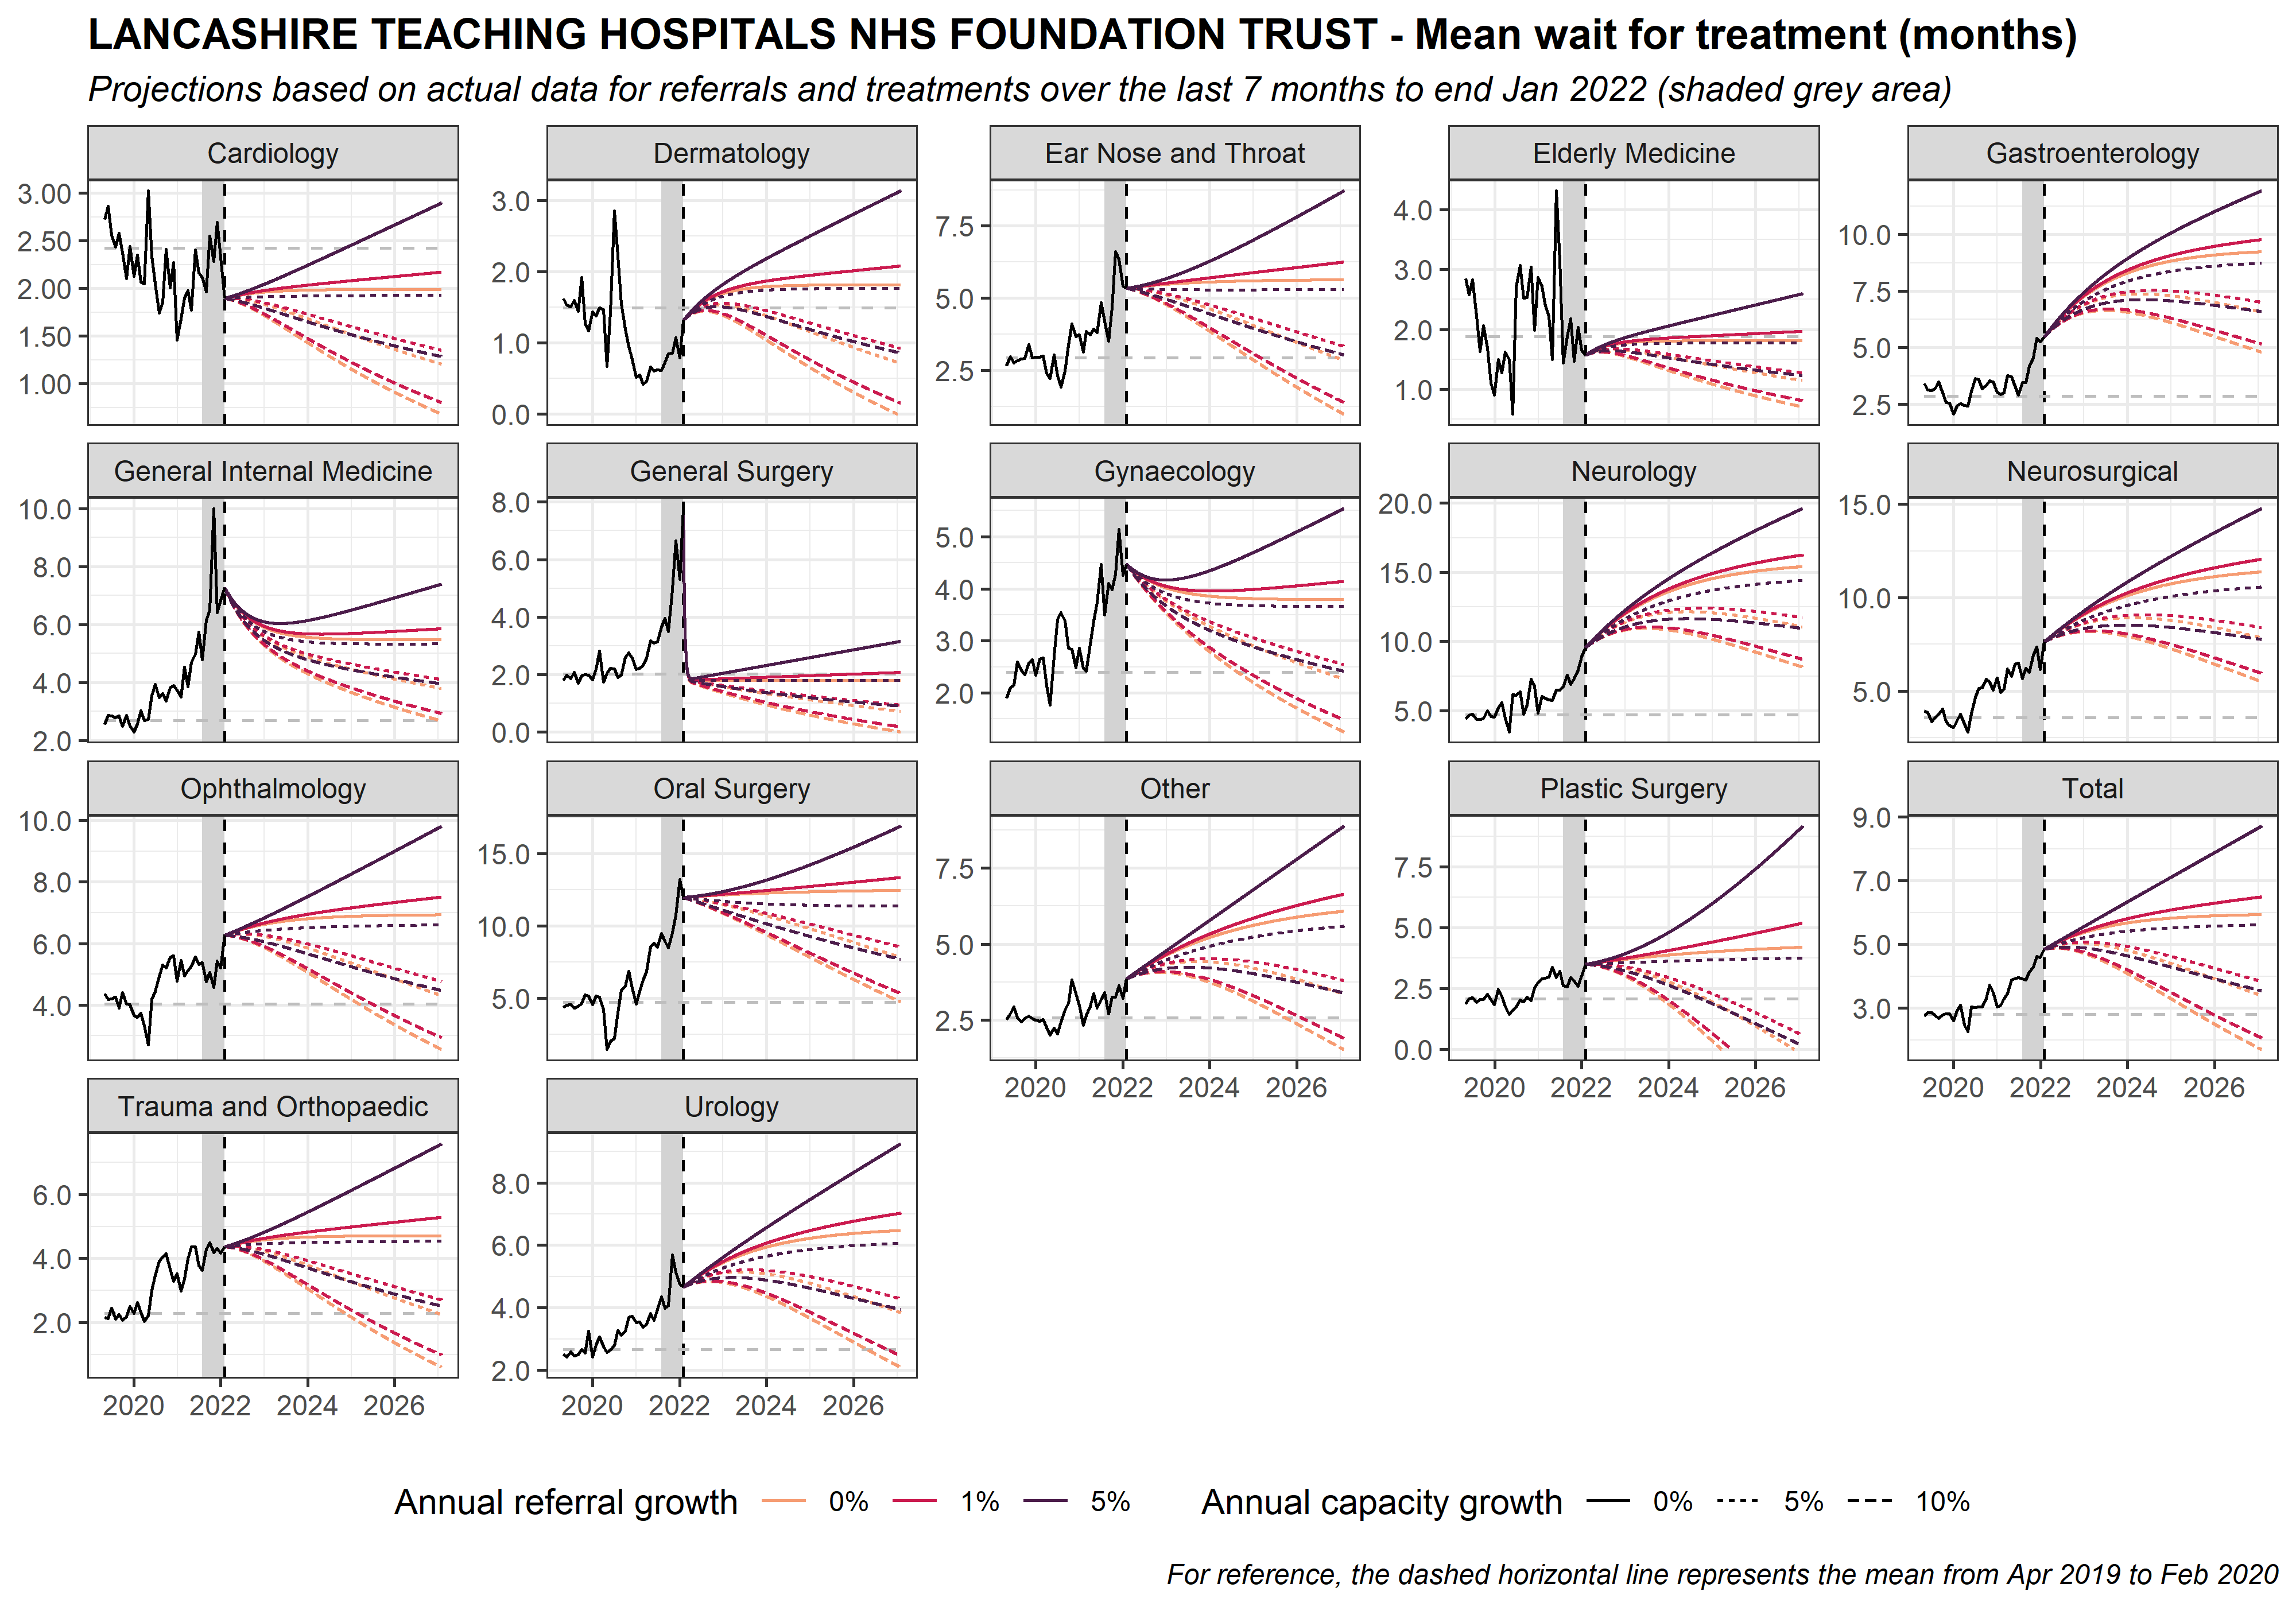 LANCASHIRE TEACHING HOSPITALS NHS FOUNDATION TRUST - Mean wait for treatment (months)
Projections based on actual data for referrals and treatments over the last 7 months to end Jan 2022 (shaded grey area)
Cardiology
3.00
2.50
2.00
1.50
1.00
Dermatology
3.0
2.0
1.0
0.0
Ear Nose and Throat
7.5
5.0
2.5
Elderly Medicine
4.0
3.0
2.0
1.0
Gastroenterology
10.0
7.5
5.0
2.5
General Internal Medicine
10.0
8.0
6.0
4.0
2.0
General Surgery
8.0
6.0
4.0
2.0
0.0
Gynaecology
5.0
4.0
3.0
2.0
Neurology
20.0
15.0
10.0
5.0
Neurosurgical
15.0
10.0
5.0
Ophthalmology
10.0
8.0
6.0
4.0
Oral Surgery
15.0
10.0
5.0
Other
7.5
5.0
2.5
2020 2022 2024 2026
Plastic Surgery
7.5
5.0
2.5
0.0
2020 2022 2024 2026
Total
9.0
7.0
5.0
3.0
2020 2022 2024 2026
Trauma and Orthopaedic
6.0
4.0
2.0
2020 2022 2024 2026
Urology
8.0
6.0
4.0
2.0
2020 2022 2024 2026
Annual referral growth 0% 1% 5% Annual capacity growth 0% 5% 10%
For reference, the dashed horizontal line represents the mean from Apr 2019 to Feb 2020